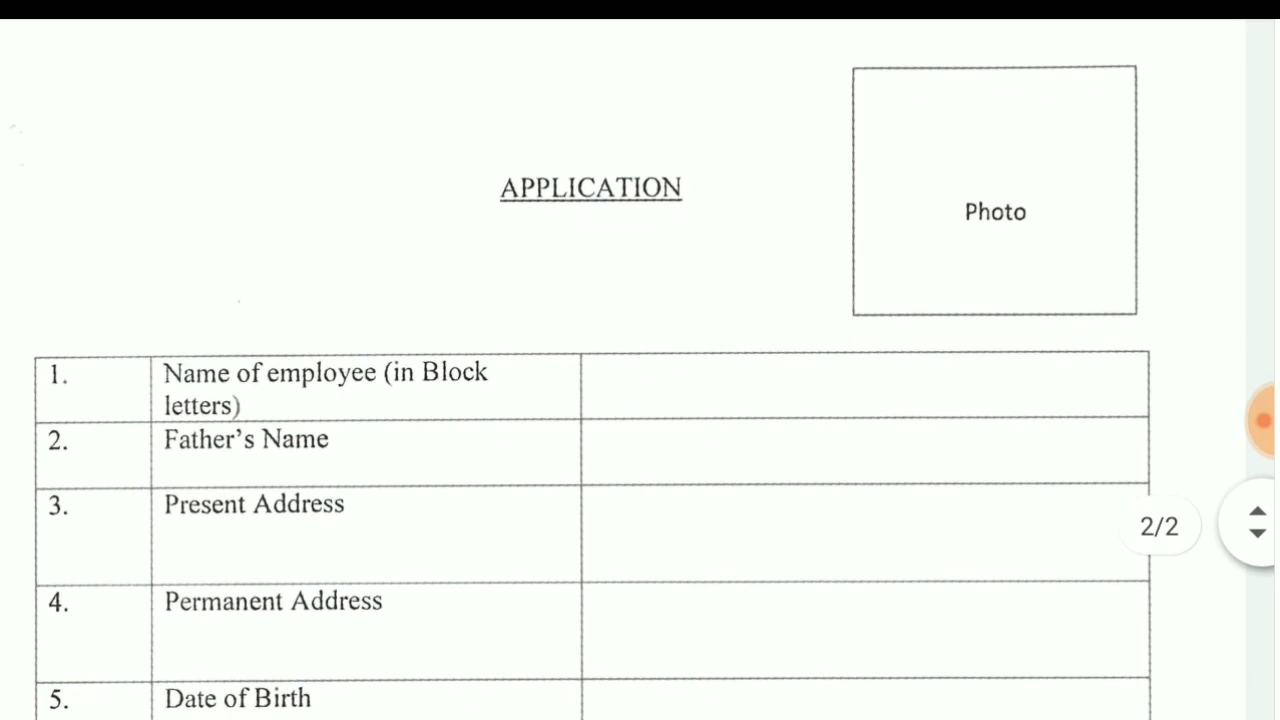 APPLICATION
Photo
1. Name of employee (in Block
letters)
2. Father's Name
3. Present Address
2/2
4. Permanent Address
5. Date of Birth